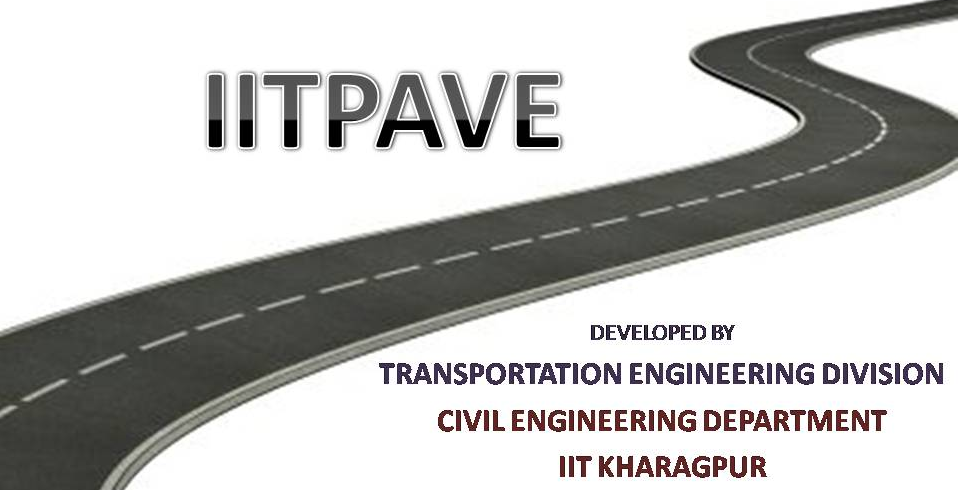 IITPAVE
DEVELOPED BY
TRANSPORTATION ENGINEERING DIVISION
CIVIL ENGINEERING DEPARTMENT
IIT KHARAGPUR